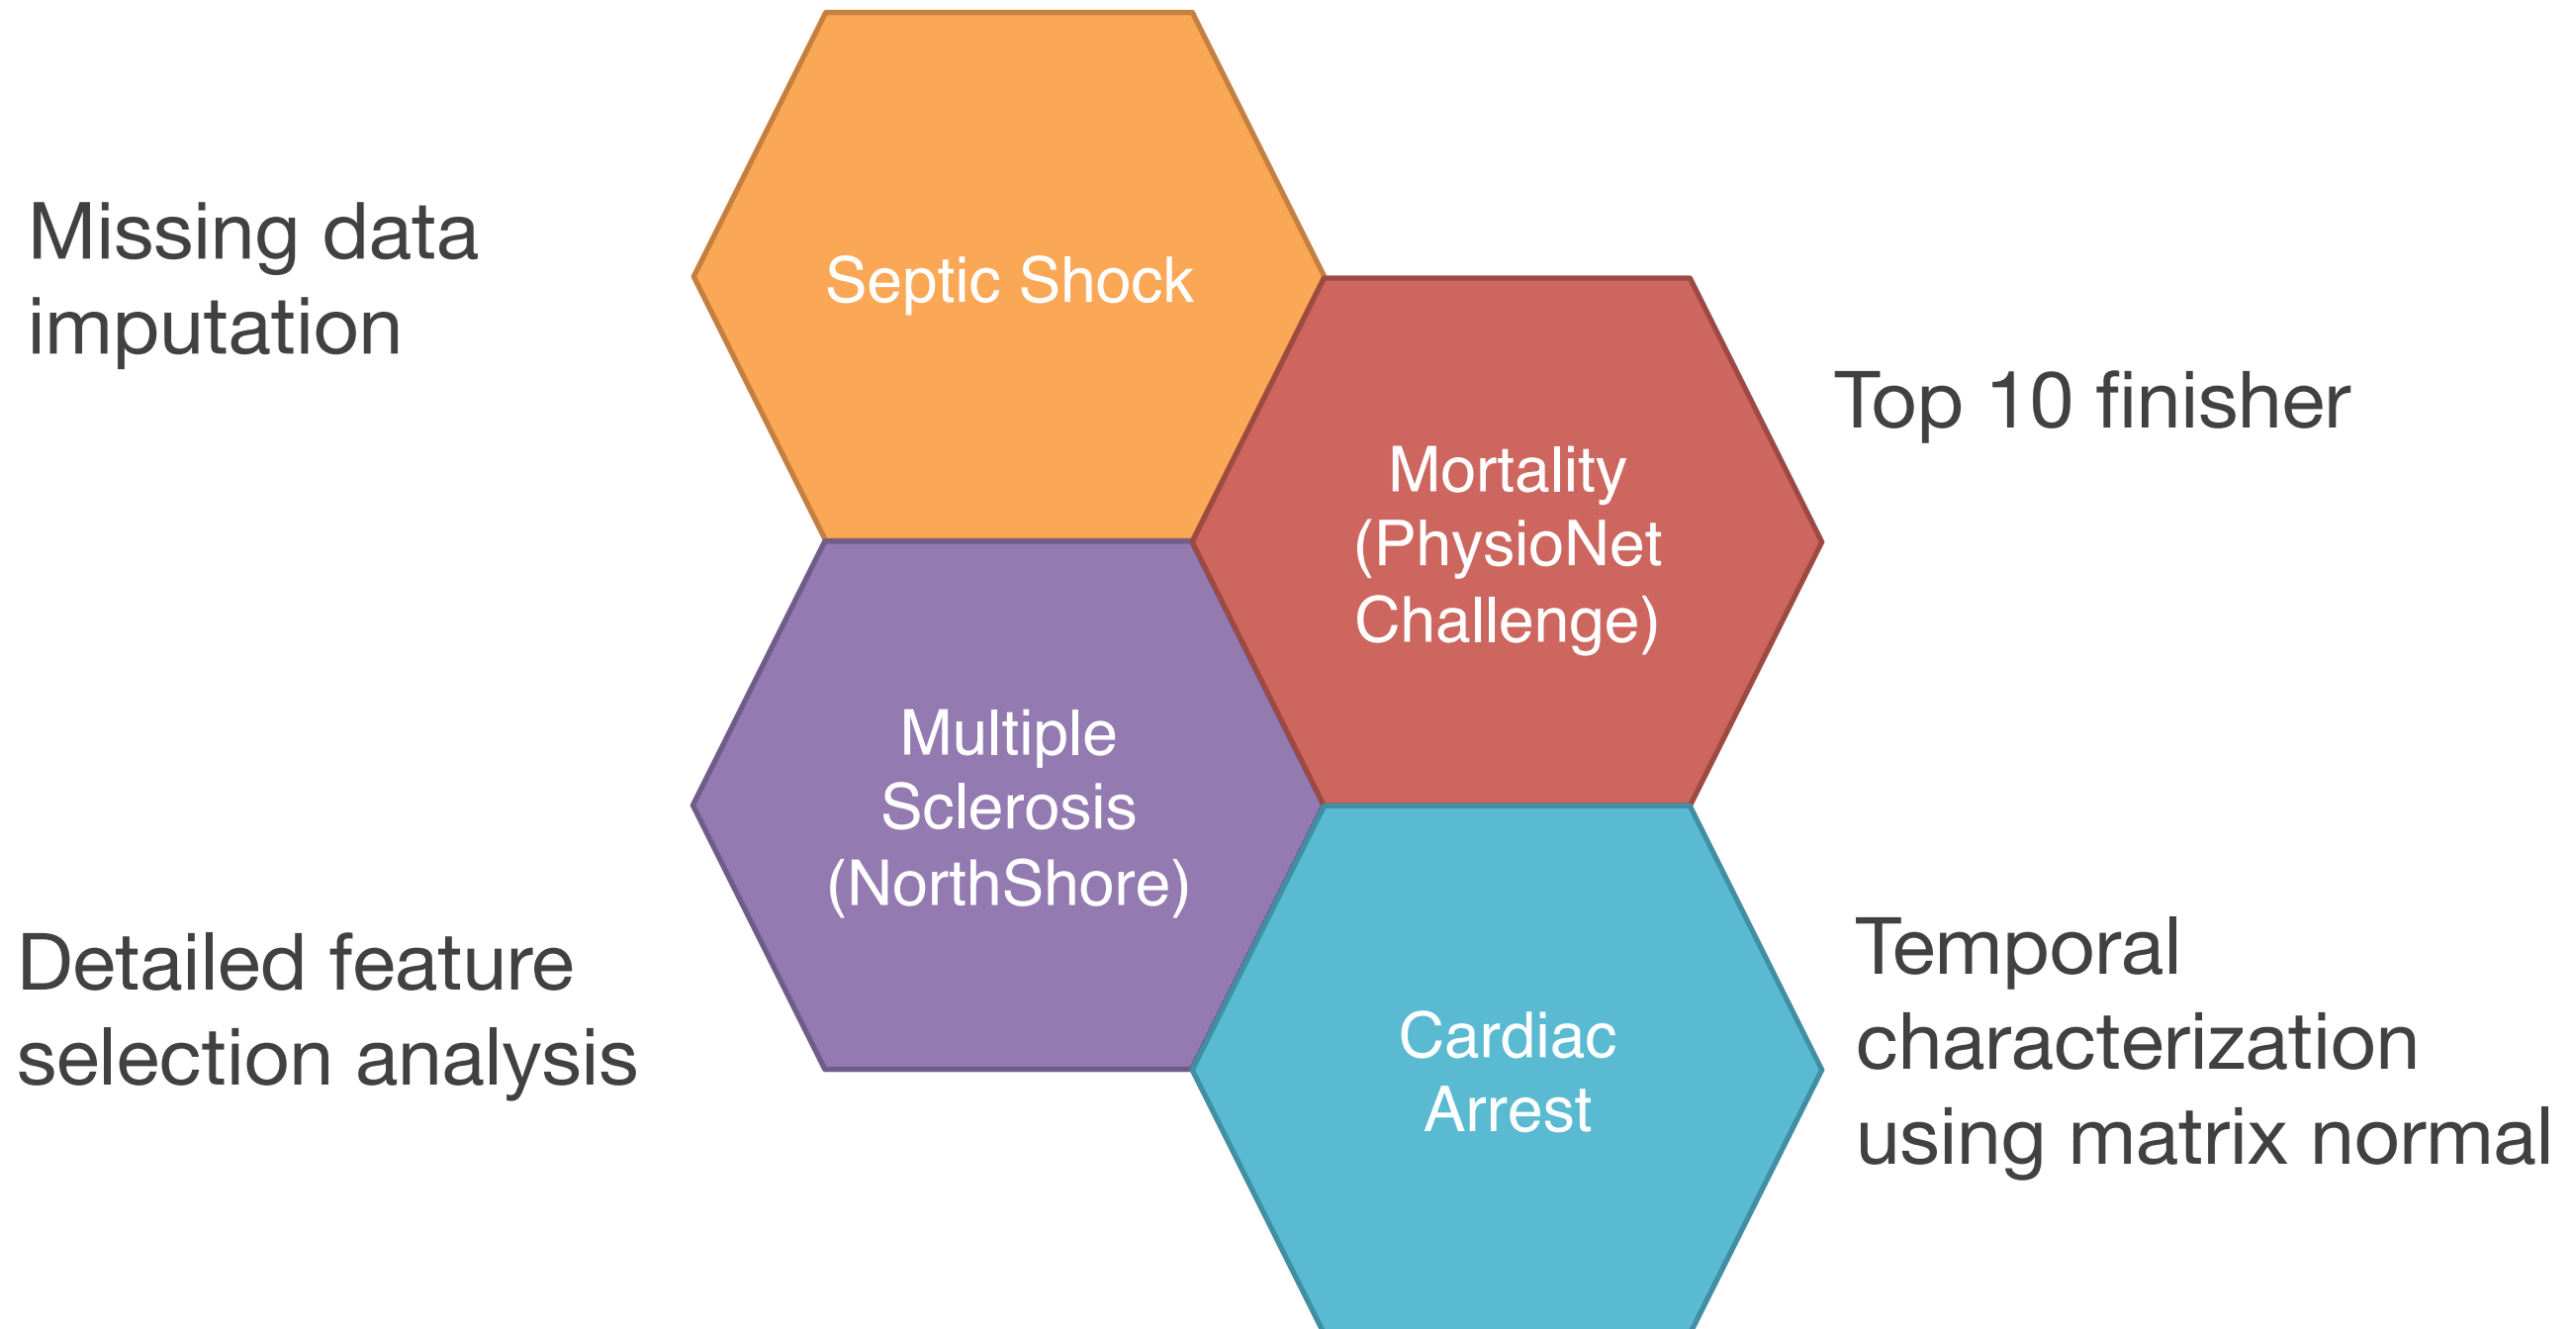 Missing data
imputation
Septic Shock
Top 10 finisher
Mortality
(PhysioNet
Challenge)
Multiple
Sclerosis
(NorthShore)
Detailed feature
selection analysis
Cardiac
Arrest
Temporal
characterization
using matrix normal